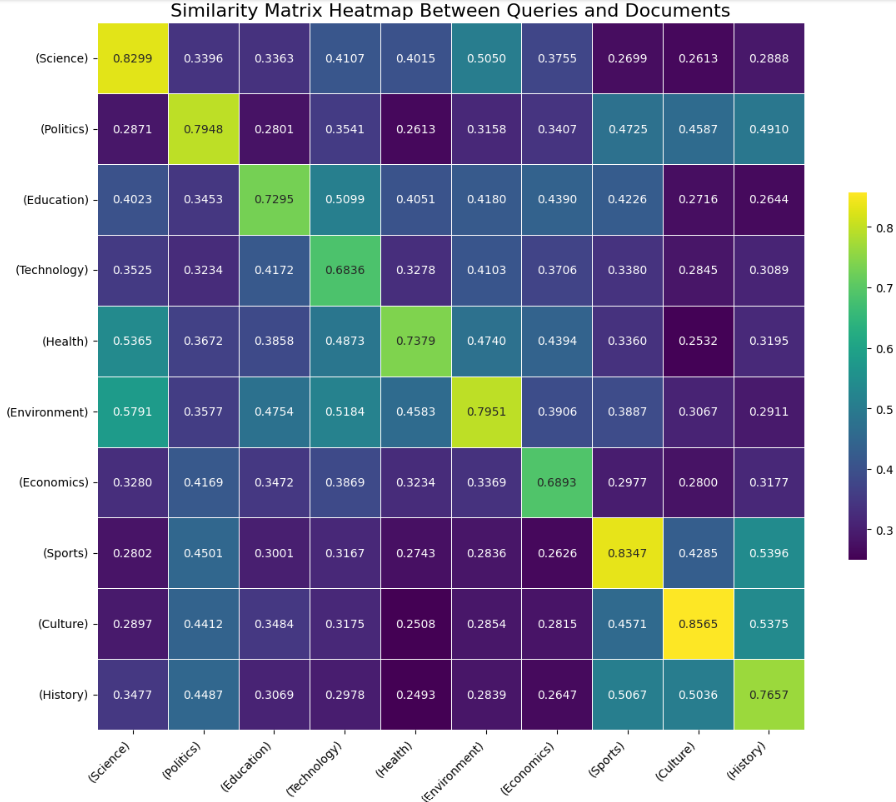 Similarity Matrix Heatmap Between Queries and Documents
(Science) 0.8299 0.3396 0.3363 0.4107 0.4015 0.5050 0.3755 0.2699 0.2613 0.2888
(Politics) 0.2871 0.7948 0.2801 0.3541 0.2613 0.3158 0.3407 0.4725 0.4587 0.4910
(Education) 0.4023 0.3453 0.7295 0.5099 0.4051 0.4180 0.4390 0.4226 0.2716 0.2644
(Technology) 0.3525 0.3234 0.4172 0.6836 0.3278 0.4103 0.3706 0.3380 0.2845 0.3089
(Health) 0.5365 0.3672 0.3858 0.4873 0.7379 0.4740 0.4394 0.3360 0.2532 0.3195
(Environment) 0.5791 0.3577 0.4754 0.5184 0.4583 0.7951 0.3906 0.3887 0.3067 0.2911
(Economics) 0.3280 0.4169 0.3472 0.3869 0.3234 0.3369 0.6893 0.2977 0.2800 0.3177
(Sports) 0.2802 0.4501 0.3001 0.3167 0.2743 0.2836 0.2626 0.8347 0.4285 0.5396
(Culture) 0.2897 0.4412 0.3484 0.3175 0.2508 0.2854 0.2815 0.4571 0.8565 0.5375
(History) 0.3477 0.4487 0.3069 0.2978 0.2493 0.2839 0.2647 0.5067 0.5036 0.7657
(Science) (Politics) (Education) (Technology) (Health) (Environment) (Economics) (Sports) (Culture) (History)
0.8
0.7
0.6
0.5
0.4
0.3